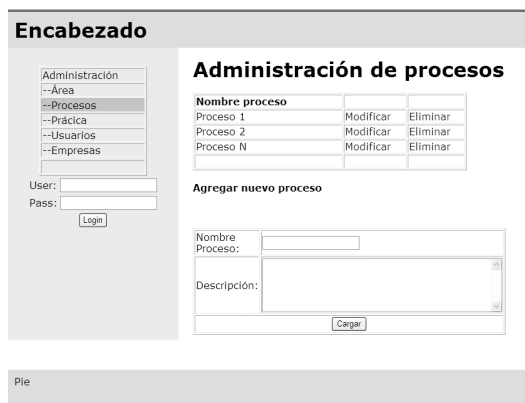 Encabezado
Administración
--Área
--Procesos
--Prácica
--Usuarios
--Empresas
User:
Pass:
Login
Administración de procesos
Nombre proceso
Proceso 1 Modificar Eliminar
Proceso 2 Modificar Eliminar
Proceso N Modificar Eliminar
Agregar nuevo proceso
Nombre
Proceso:
Descripción:
Cargar
Pie